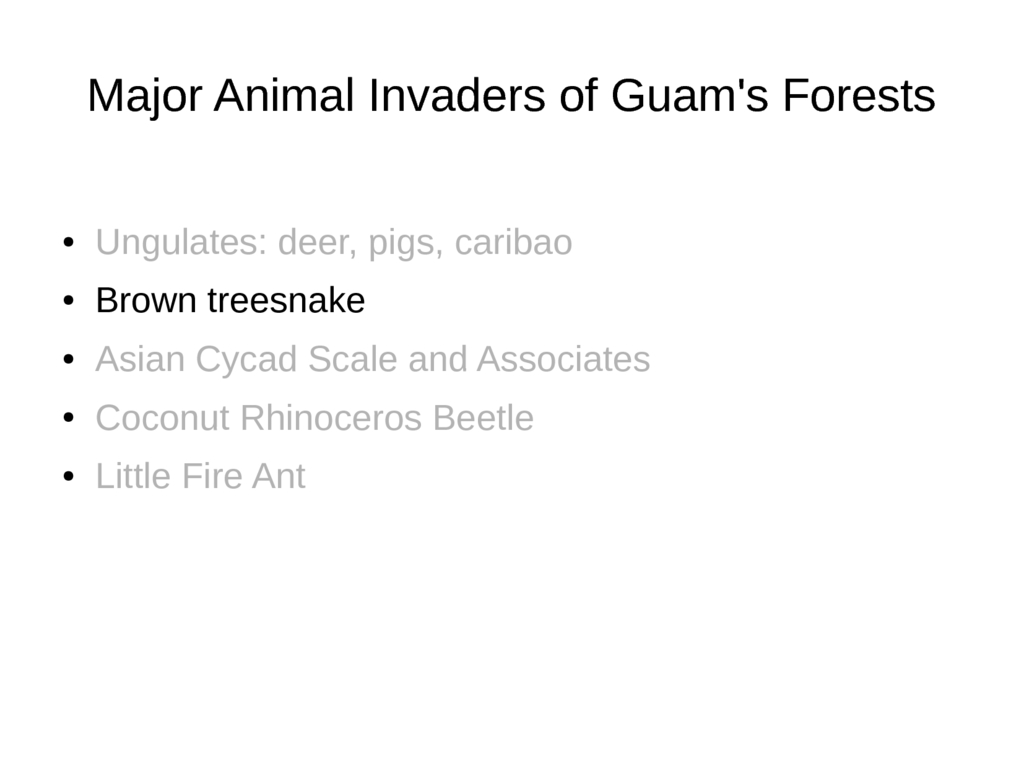 Major Animal Invaders of Guam's Forests
• Ungulates: deer, pigs, caribao
• Brown treesnake
• Asian Cycad Scale and Associates
• Coconut Rhinoceros Beetle
• Little Fire Ant